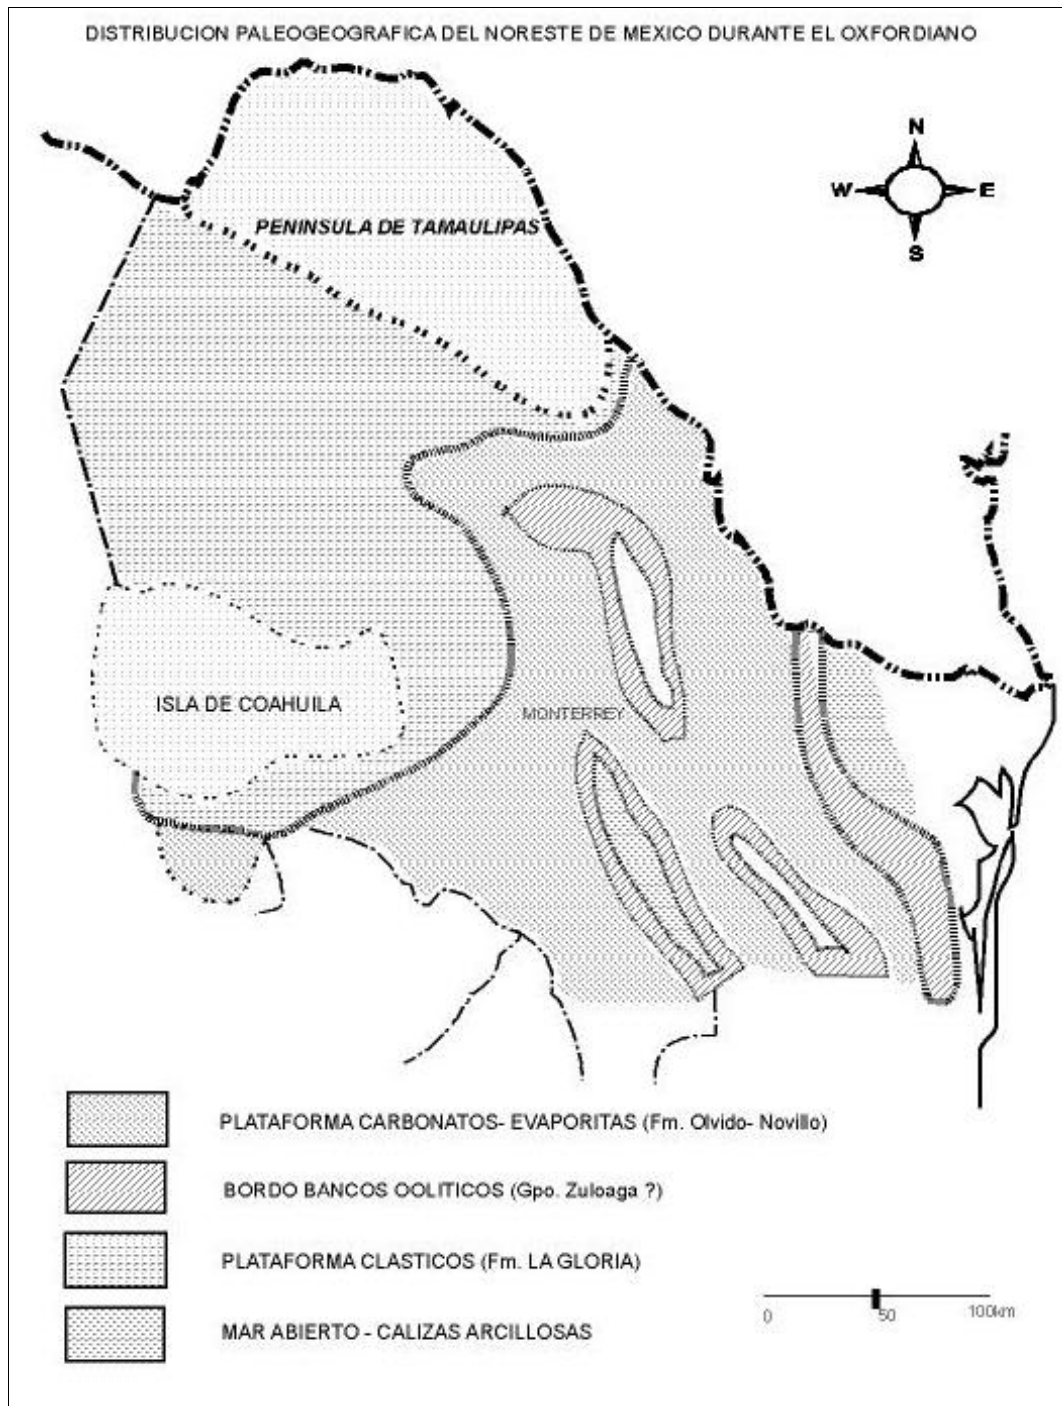 DISTRIBUCION PALEOGEOGRAFICA DEL NORESTE DE MEXICO DURANTE EL OXFORDIANO
N
W E
S
PENINSULA DE TAMAULIPAS
ISLA DE COAHUILA
MONTERREY
PLATAFORMA CARBONATOS- EVAPORITAS (Fm. Olvido- Novillo)
BORDO BANCOS OOLITICOS (Gpo. Zuloaga ?)
PLATAFORMA CLASTICOS (Fm. LA GLORIA)
MAR ABIERTO - CALIZAS ARCILLOSAS
0 50 100km